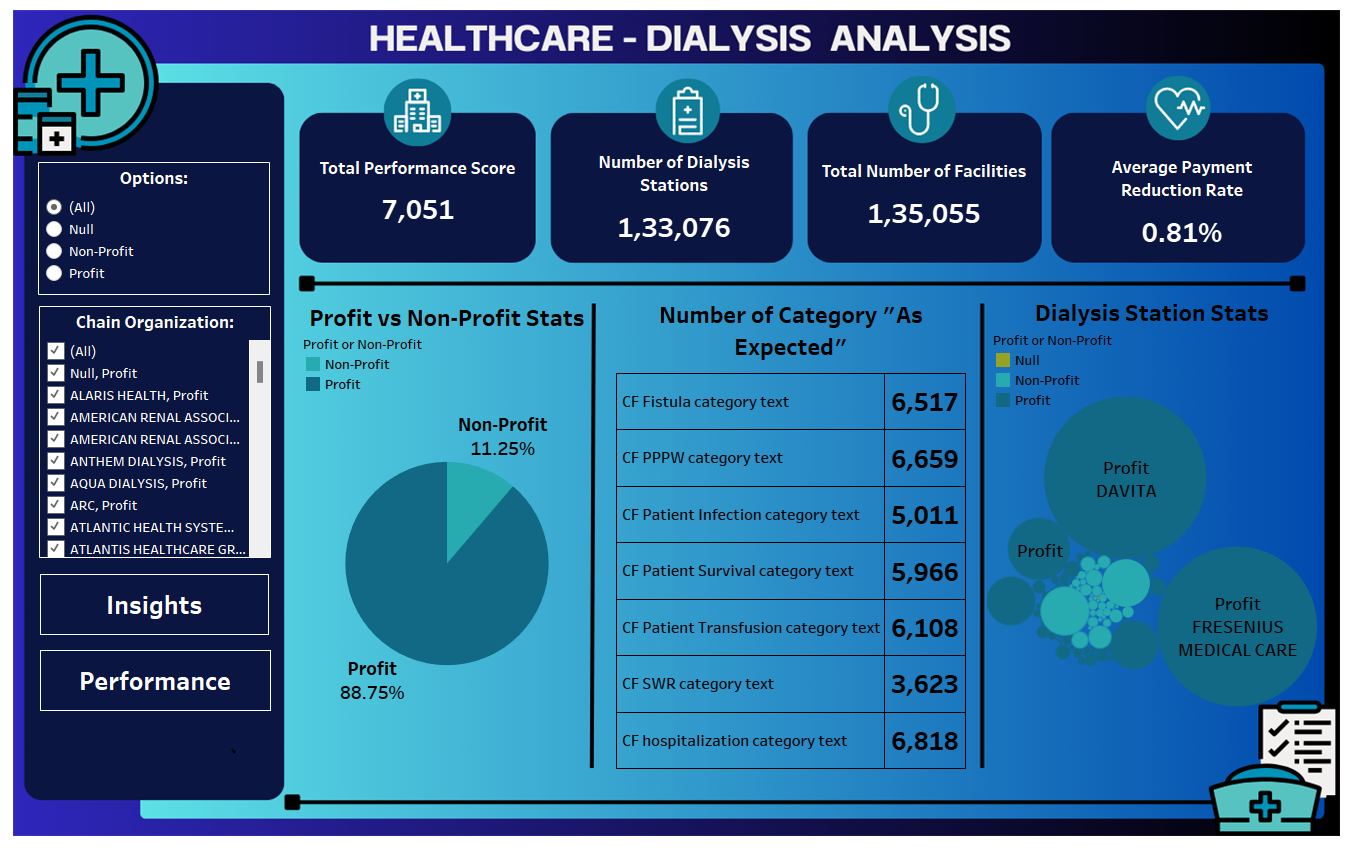 HEALTHCARE - DIALYSIS ANALYSIS
Options:
(All)
Null
Non-Profit
Profit
Chain Organization:
(All)
Null, Profit
ALARIS HEALTH, Profit
AMERICAN RENAL ASSOCI...
AMERICAN RENAL ASSOCI...
ANTHEM DIALYSIS, Profit
AQUA DIALYSIS, Profit
ARC, Profit
ATLANTIC HEALTH SYSTE...
ATLANTIS HEALTHCARE GR...
Insights
Performance
Total Performance Score
7,051
Number of Dialysis
Stations
1,33,076
Total Number of Facilities
1,35,055
Average Payment
Reduction Rate
0.81%
Profit vs Non-Profit Stats
Profit or Non-Profit
Non-Profit
Profit
Non-Profit
11.25%
Profit
88.75%
Number of Category "As
Expected"
CF Fistula category text 6,517
CF PPPW category text 6,659
CF Patient Infection category text 5,011
CF Patient Survival category text 5,966
CF Patient Transfusion category text 6,108
CF SWR category text 3,623
CF hospitalization category text 6,818
Dialysis Station Stats
Profit or Non-Profit
Null
Non-Profit
Profit
Profit
DAVITA
Profit
Profit
FRESENIUS
MEDICAL CARE